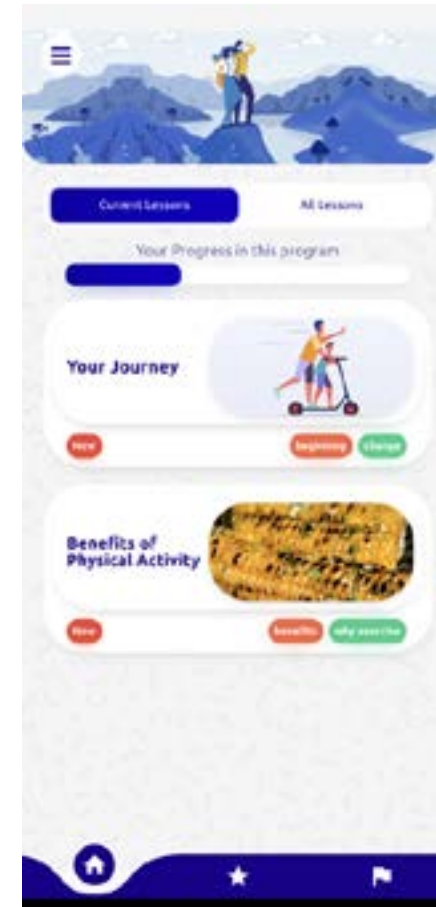 Current Lessons
All Lessons
Your Progress in this program
Your Journey
New
beginning
change
Benefits of
Physical Activity
New
benefits
why exercise